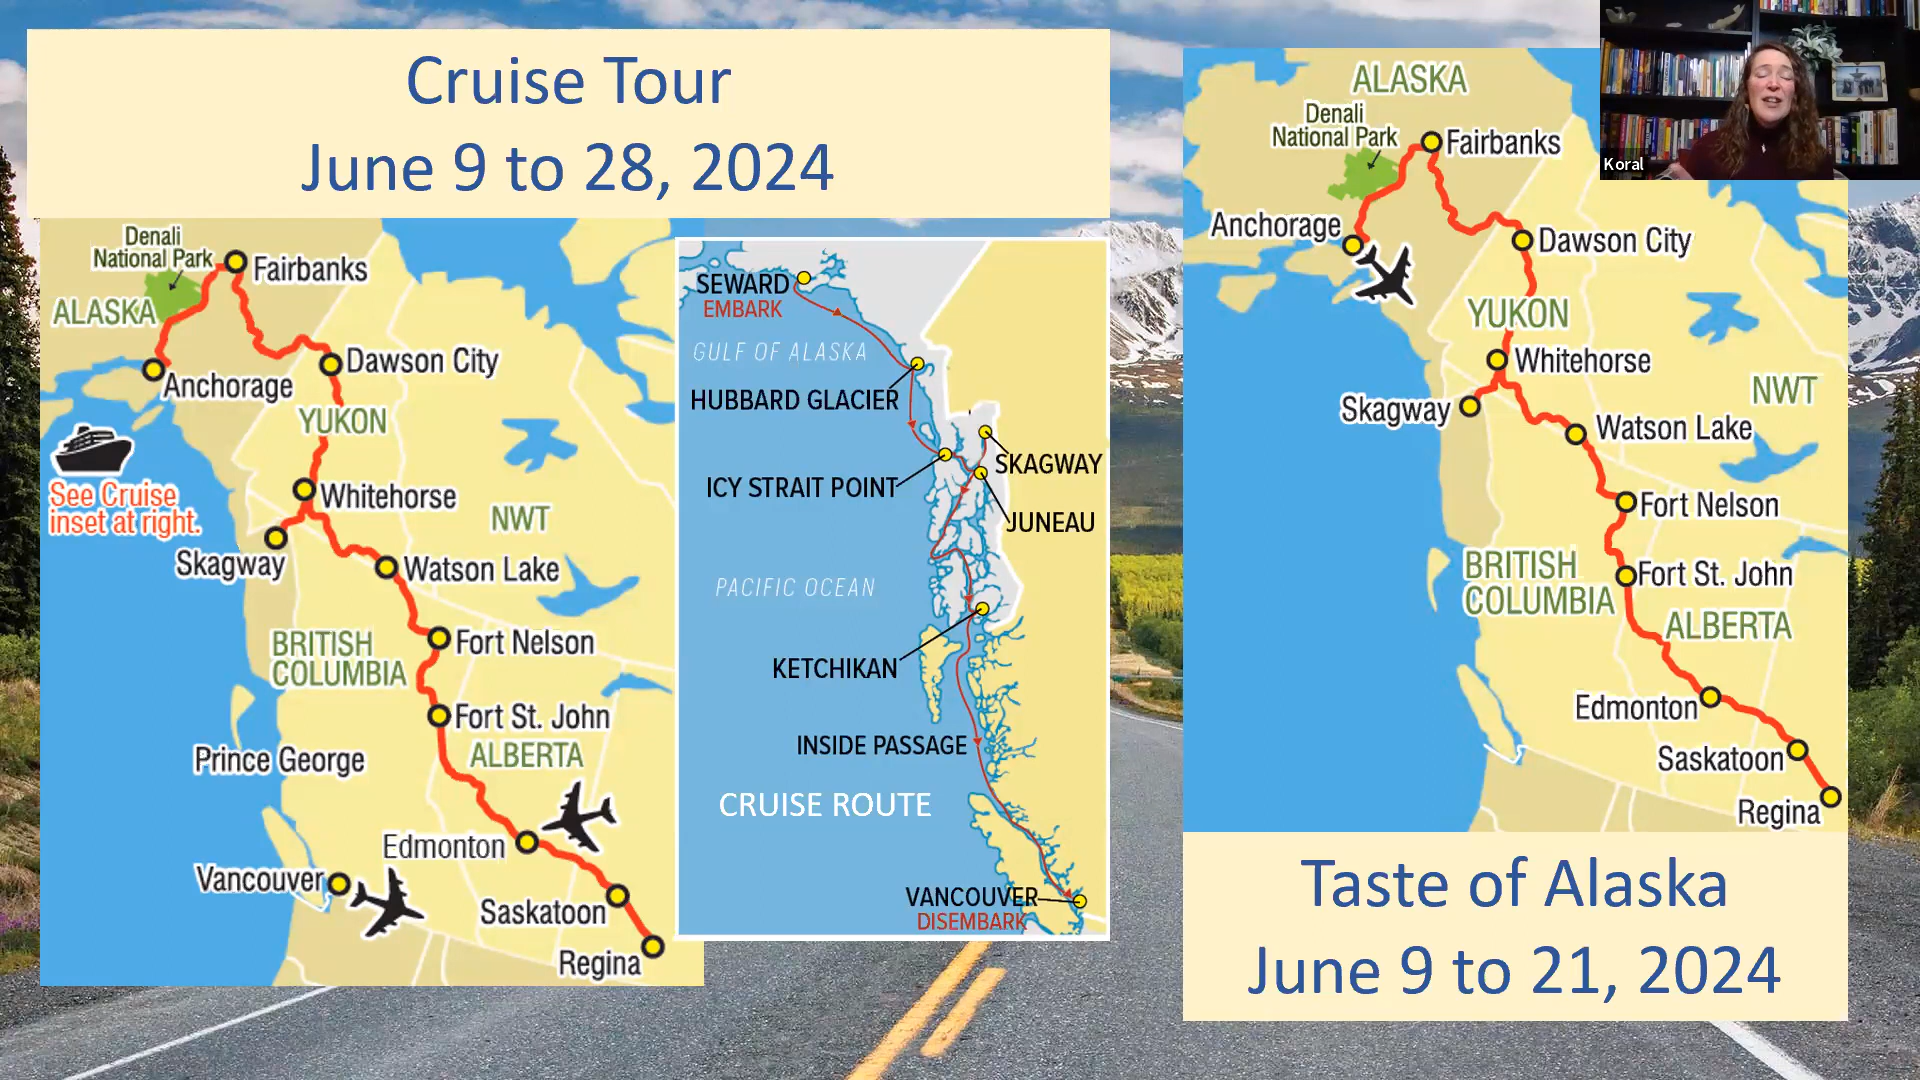 Cruise Tour
June 9 to 28, 2024
Denali
National Park
Fairbanks
ALASKA
Anchorage
Dawson City
YUKON
See Cruise
inset at right.
Whitehorse
NWT
Skagway
Watson Lake
BRITISH
COLUMBIA
Fort Nelson
Fort St. John
ALBERTA
Prince George
Edmonton
Vancouver
Saskatoon
Regina
SEWARD
EMBARK
GULF OF ALASKA
HUBBARD GLACIER
SKAGWAY
ICY STRAIT POINT
JUNEAU
PACIFIC OCEAN
KETCHIKAN
INSIDE PASSAGE
CRUISE ROUTE
VANCOUVER
DISEMBARK
ALASKA
Denali
National Park
Fairbanks
Anchorage
Dawson City
YUKON
Whitehorse
NWT
Skagway
Watson Lake
Fort Nelson
BRITISH
COLUMBIA
Fort St. John
ALBERTA
Edmonton
Saskatoon
Regina
Taste of Alaska
June 9 to 21, 2024
Koral